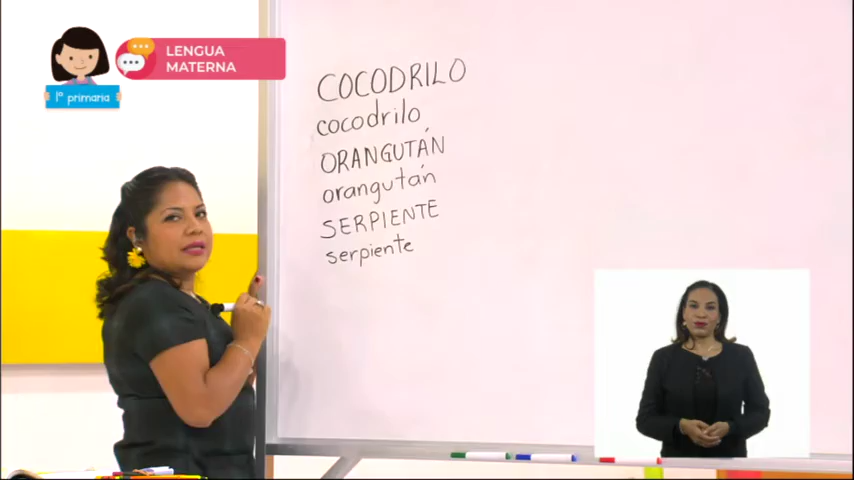 LENGUA
MATERNA
1° primaria
COCODRILO
cocodrilo
ORANGUTÁN
orangután
SERPIENTE
serpiente